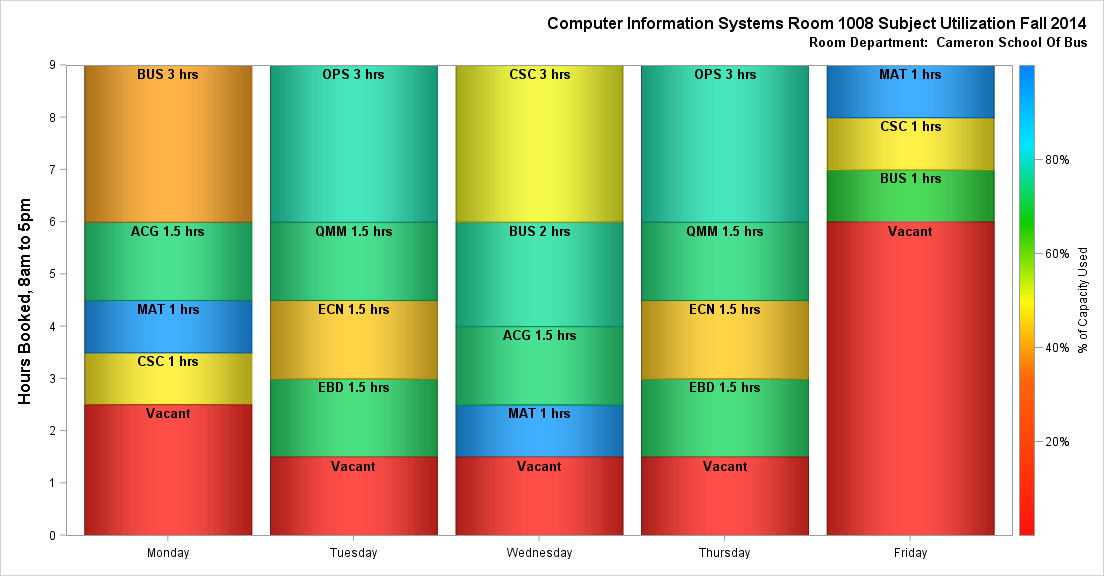 Computer Information Systems Room 1008 Subject Utilization Fall 2014
Room Department:  Cameron School Of Bus
Hours Booked, 8am to 5pm
9
8
7
6
5
4
3
2
1
0
BUS 3 hrs
ACG 1.5 hrs
MAT 1 hrs
CSC 1 hrs
Vacant
Monday
OPS 3 hrs
QMM 1.5 hrs
ECN 1.5 hrs
EBD 1.5 hrs
Vacant
Tuesday
CSC 3 hrs
BUS 2 hrs
ACG 1.5 hrs
MAT 1 hrs
Vacant
Wednesday
OPS 3 hrs
QMM 1.5 hrs
ECN 1.5 hrs
EBD 1.5 hrs
Vacant
Thursday
MAT 1 hrs
CSC 1 hrs
BUS 1 hrs
Vacant
Friday
80%
60%
40%
20%
% of Capacity Used